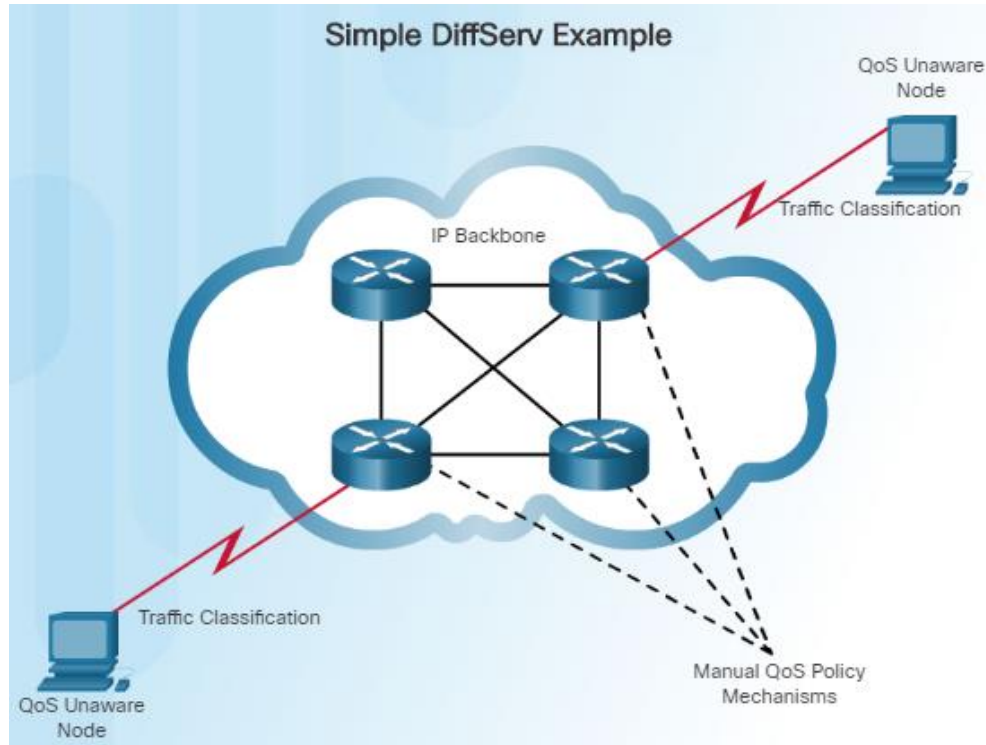 Simple DiffServ Example
QoS Unaware
Node
Traffic Classification
IP Backbone
Traffic Classification
Manual QoS Policy
Mechanisms
QoS Unaware
Node